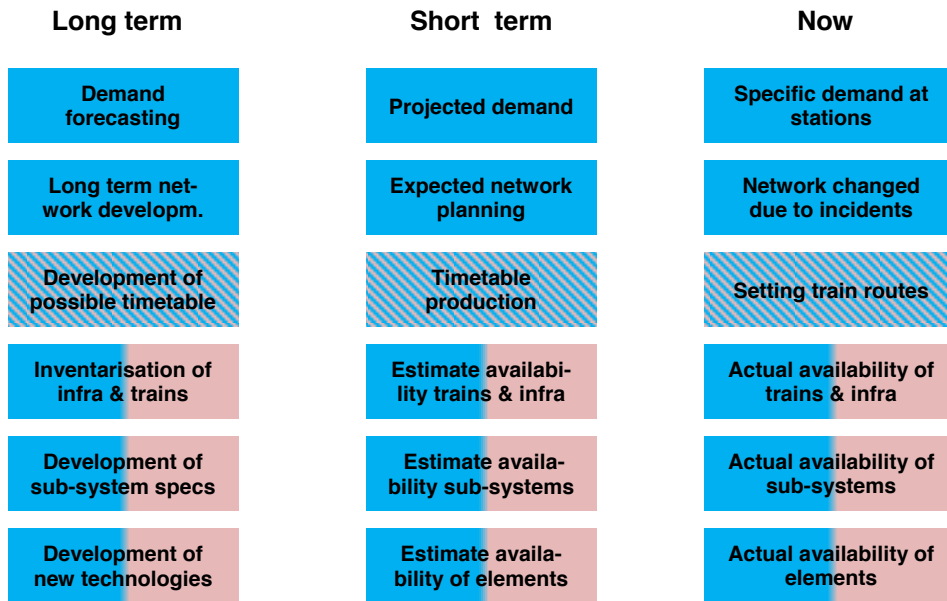 Long term
Short term
Now
Demand
forecasting
Projected demand
Specific demand at
stations
Long term net-
work developm.
Expected network
planning
Network changed
due to incidents
Development of
possible timetable
Timetable
production
Setting train routes
Inventarisation of
infra & trains
Estimate availabi-
lity trains & infra
Actual availability of
trains & infra
Development of
sub-system specs
Estimate availa-
bility sub-systems
Actual availability of
sub-systems
Development of
new technologies
Estimate availa-
bility of elements
Actual availability of
elements